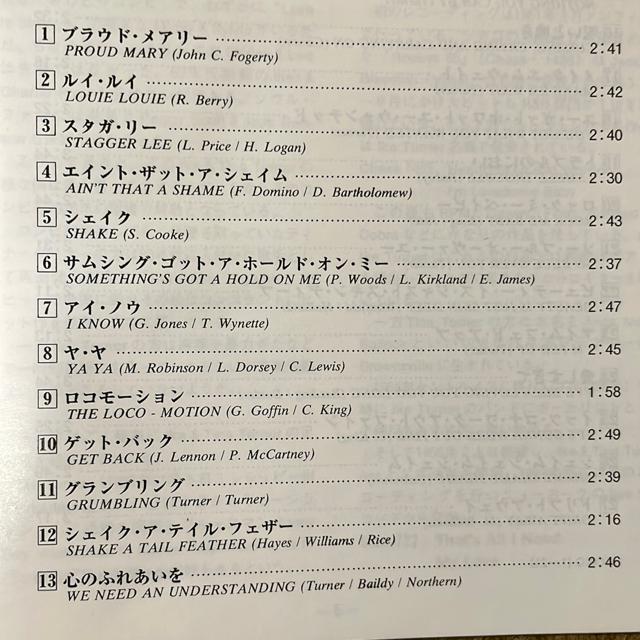 1 プラウド・メアリー 2:41
PROUD MARY (John C. Fogerty)
2 ルイ・ルイ 2:42
LOUIE LOUIE (R. Berry)
3 スタガ・リー 2:40
STAGGER LEE (L. Price / H. Logan)
4 エイント・ザット・ア・シェイム 2:30
AIN'T THAT A SHAME (F. Domino / D. Bartholomew)
5 シェイク 2:43
SHAKE (S. Cooke)
6 サムシング・ゴット・ア・ホールド・オン・ミー 2:37
SOMETHING'S GOT A HOLD ON ME (P. Woods / L. Kirkland / E. James)
7 アイ・ノウ 2:47
I KNOW (G. Jones / T. Wynette)
8 ヤ・ヤ 2:45
YA YA (M. Robinson / L. Dorsey / C. Lewis)
9 ロコモーション 1:58
THE LOCO - MOTION (G. Goffin / C. King)
10 ゲット・バック 2:49
GET BACK (J. Lennon / P. McCartney)
11 グランブリング 2:39
GRUMBLING (Turner / Turner)
12 シェイク・ア・テイル・フェザー 2:16
SHAKE A TAIL FEATHER (Hayes / Williams / Rice)
13 心のふれあいを 2:46
WE NEED AN UNDERSTANDING (Turner / Baildy / Northern)